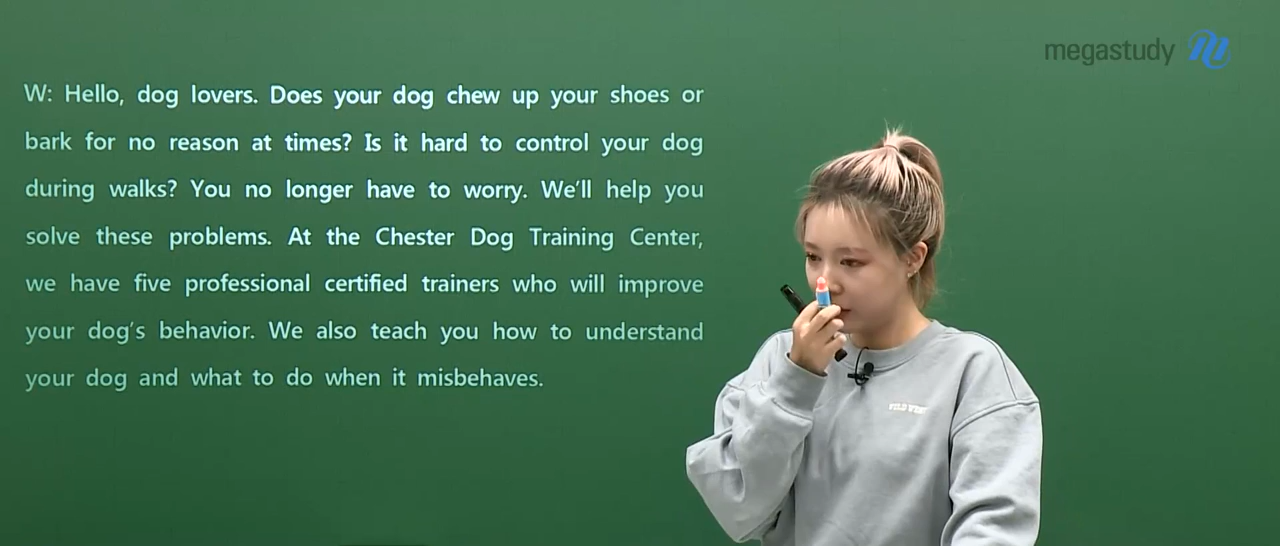 megastudy
W: Hello, dog lovers. Does your dog chew up your shoes or
bark for no reason at times? Is it hard to control your dog
during walks? You no longer have to worry. We'll help you
solve these problems. At the Chester Dog Training Center,
we have five professional certified trainers who will improve
your dog's behavior. We also teach you how to understand
your dog and what to do when it misbehaves.